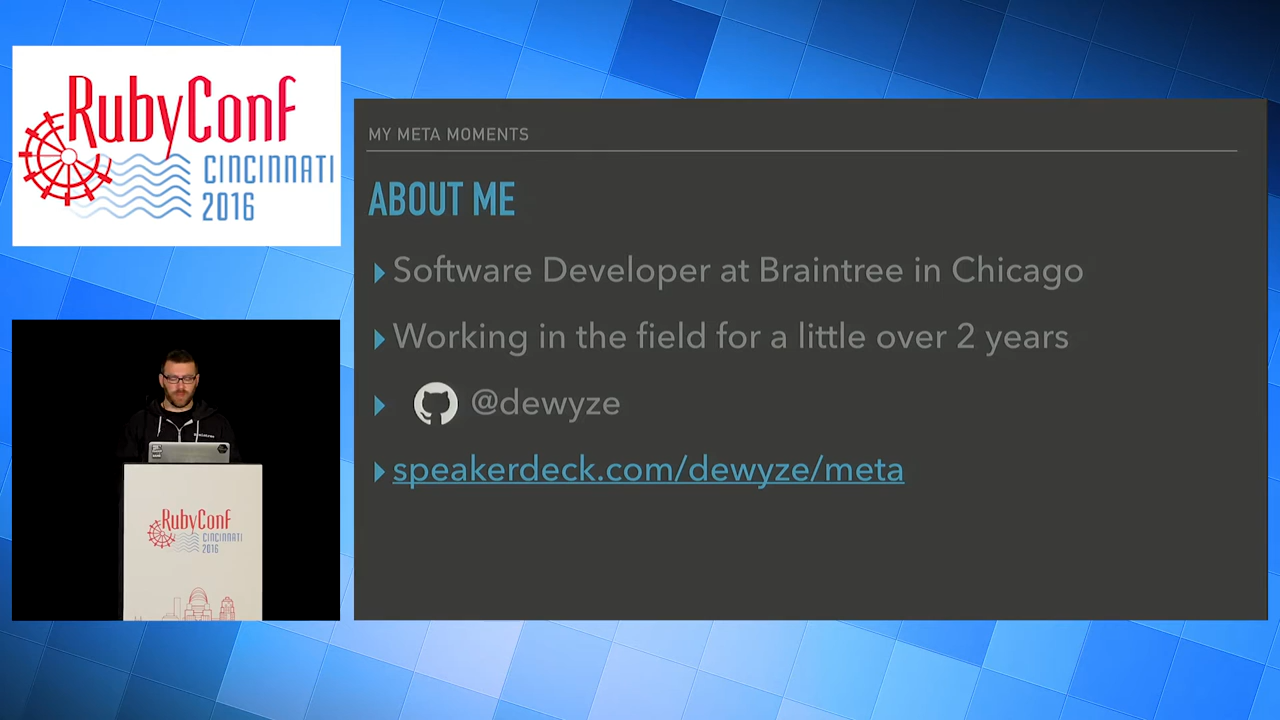 RubyConf
CINCINNATI
2016
MY META MOMENTS
ABOUT ME
Software Developer at Braintree in Chicago
Working in the field for a little over 2 years
@dewyze
speakerdeck.com/dewyze/meta
RubyConf
CINCINNATI
2016